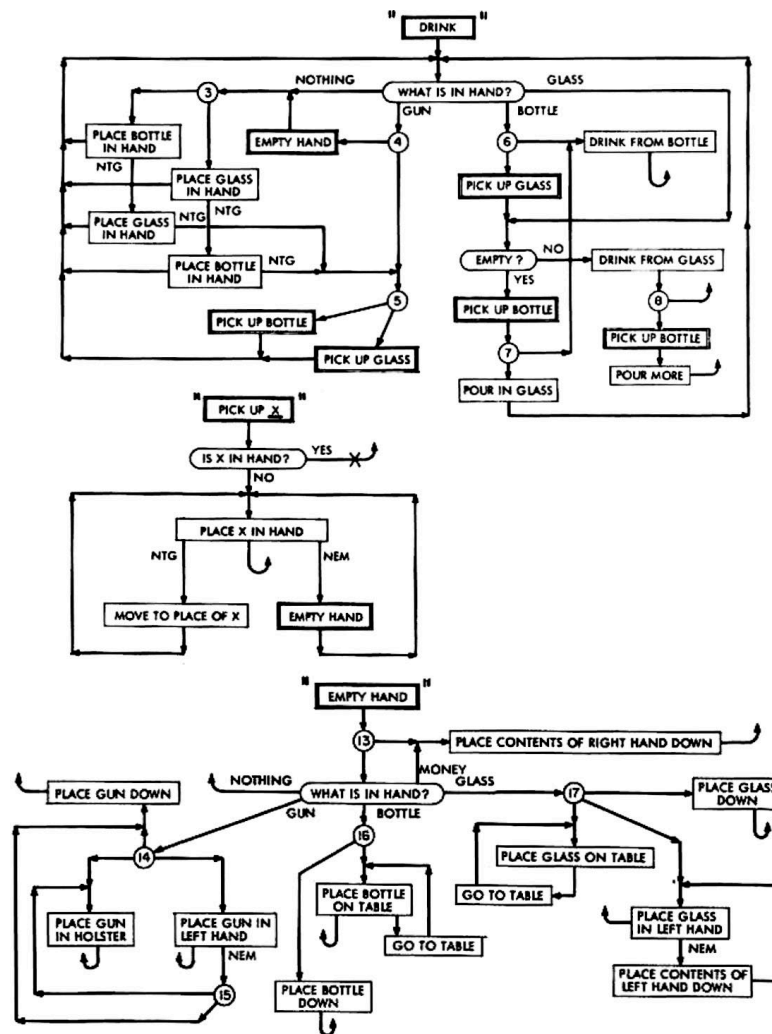 " DRINK "
NOTHING
WHAT IS IN HAND?
GLASS
3
GUN
BOTTLE
PLACE BOTTLE
IN HAND
EMPTY HAND
4
6
DRINK FROM BOTTLE
NTG
PLACE GLASS
IN HAND
PICK UP GLASS
NTG
NTG
PLACE GLASS
IN HAND
PLACE BOTTLE
IN HAND
NTG
EMPTY ?
NO
DRINK FROM GLASS
YES
5
8
PICK UP BOTTLE
PICK UP BOTTLE
PICK UP BOTTLE
7
PICK UP GLASS
POUR IN GLASS
POUR MORE
" PICK UP X "
IS X IN HAND?
YES
NO
PLACE X IN HAND
NTG
NEM
MOVE TO PLACE OF X
EMPTY HAND
" EMPTY HAND "
13
PLACE CONTENTS OF RIGHT HAND DOWN
MONEY
NOTHING
WHAT IS IN HAND?
GLASS
PLACE GUN DOWN
GUN
BOTTLE
17
PLACE GLASS
DOWN
14
16
PLACE GLASS ON TABLE
PLACE BOTTLE
ON TABLE
GO TO TABLE
PLACE GUN
IN HOLSTER
PLACE GUN IN
LEFT HAND
GO TO TABLE
PLACE GLASS
IN LEFT HAND
NEM
NEM
15
PLACE BOTTLE
DOWN
PLACE CONTENTS OF
LEFT HAND DOWN